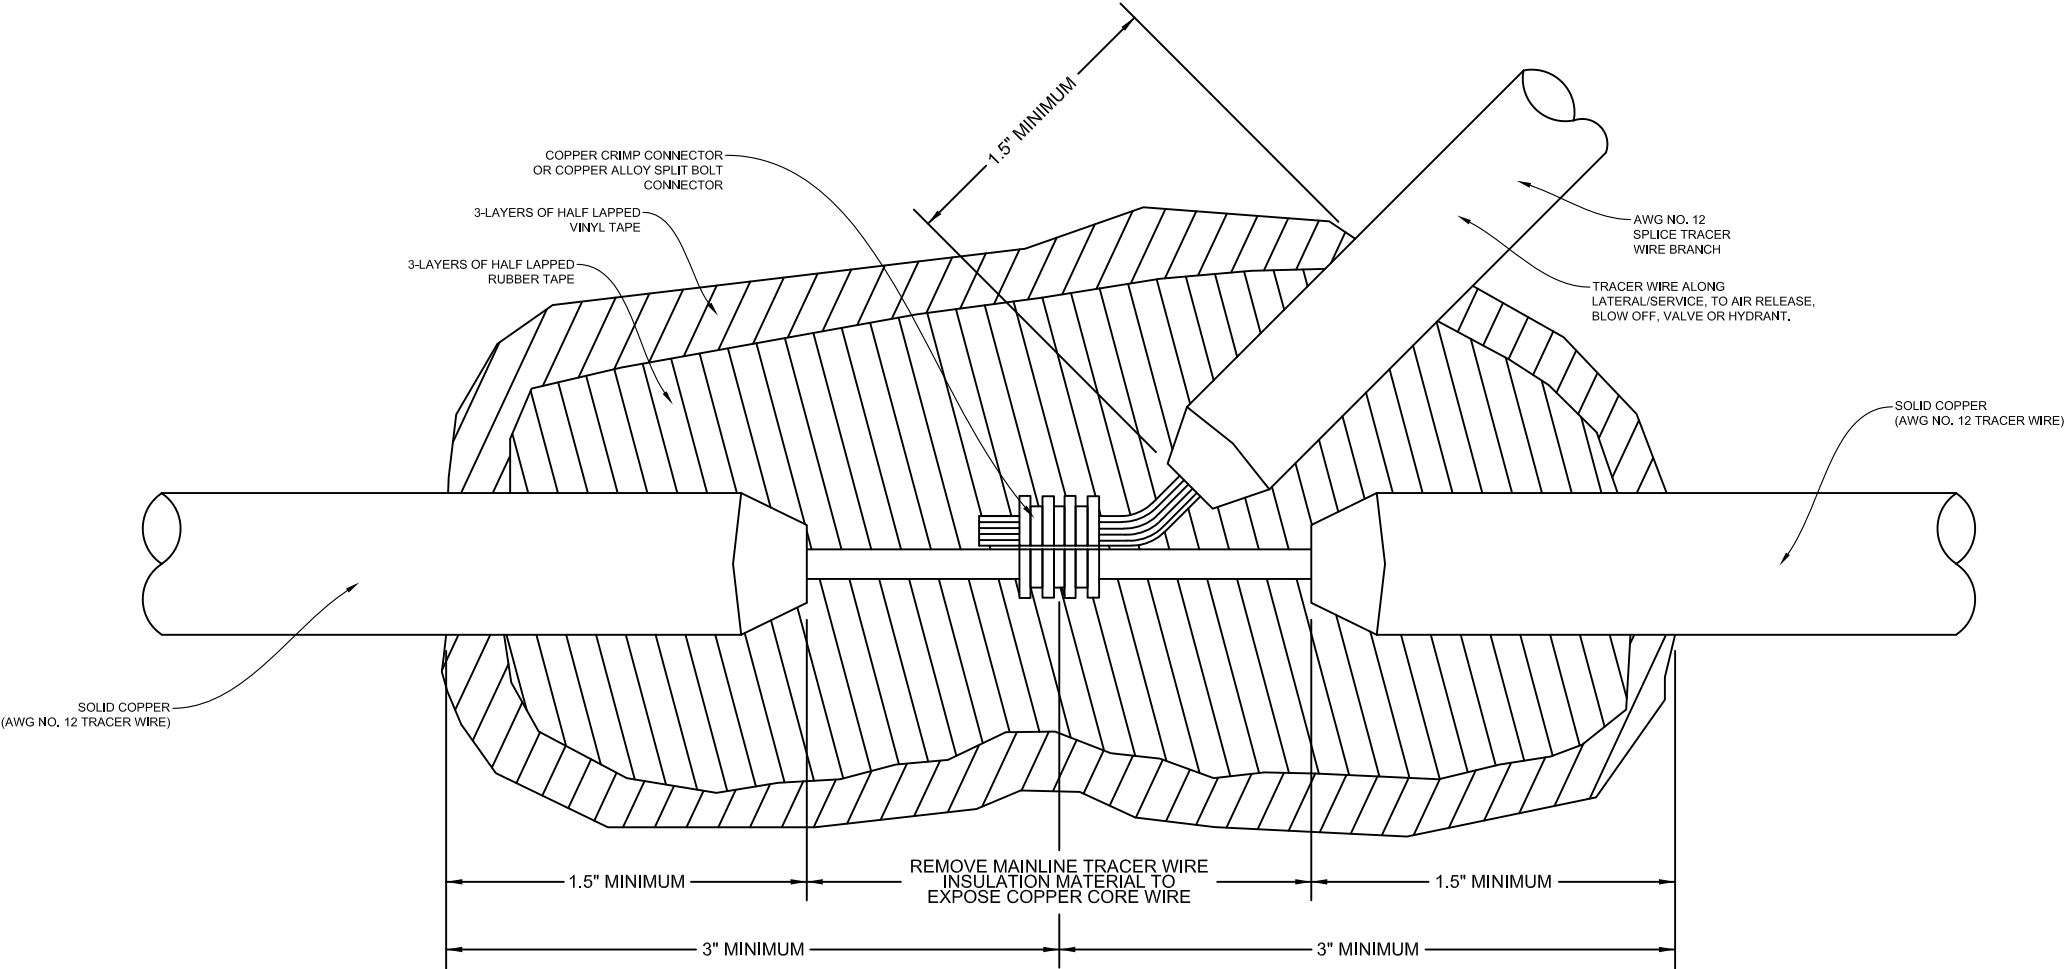 1.5" MINIMUM
COPPER CRIMP CONNECTOR
OR COPPER ALLOY SPLIT BOLT
CONNECTOR
3-LAYERS OF HALF LAPPED
VINYL TAPE
3-LAYERS OF HALF LAPPED
RUBBER TAPE
AWG NO. 12
SPLICE TRACER
WIRE BRANCH
TRACER WIRE ALONG
LATERAL/SERVICE, TO AIR RELEASE,
BLOW OFF, VALVE OR HYDRANT.
SOLID COPPER
(AWG NO. 12 TRACER WIRE)
SOLID COPPER
(AWG NO. 12 TRACER WIRE)
1.5" MINIMUM
REMOVE MAINLINE TRACER WIRE
INSULATION MATERIAL TO
EXPOSE COPPER CORE WIRE
1.5" MINIMUM
3" MINIMUM
3" MINIMUM